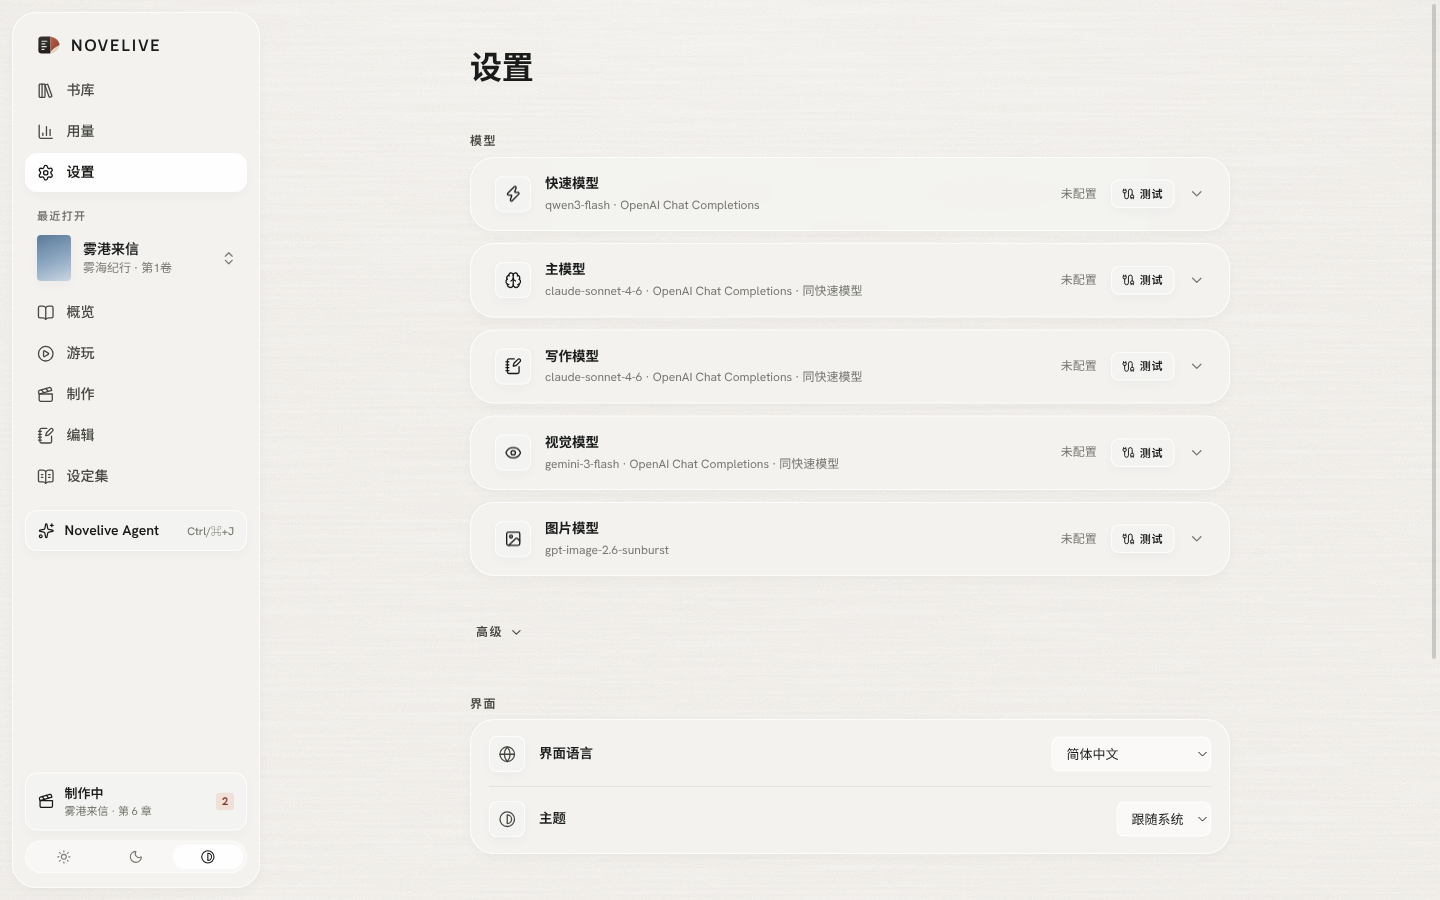 NOVELIVE
书库
用量
设置
最近打开
雾港来信
雾海纪行 · 第1卷
概览
游玩
制作
编辑
设定集
Novelive Agent Ctrl/⌘+J
制作中
雾港来信 · 第 6 章
2
设置
模型
快速模型
qwen3-flash · OpenAI Chat Completions
未配置 测试
主模型
claude-sonnet-4-6 · OpenAI Chat Completions · 同快速模型
未配置 测试
写作模型
claude-sonnet-4-6 · OpenAI Chat Completions · 同快速模型
未配置 测试
视觉模型
gemini-3-flash · OpenAI Chat Completions · 同快速模型
未配置 测试
图片模型
gpt-image-2.6-sunburst
未配置 测试
高级
界面
界面语言 简体中文
主题 跟随系统